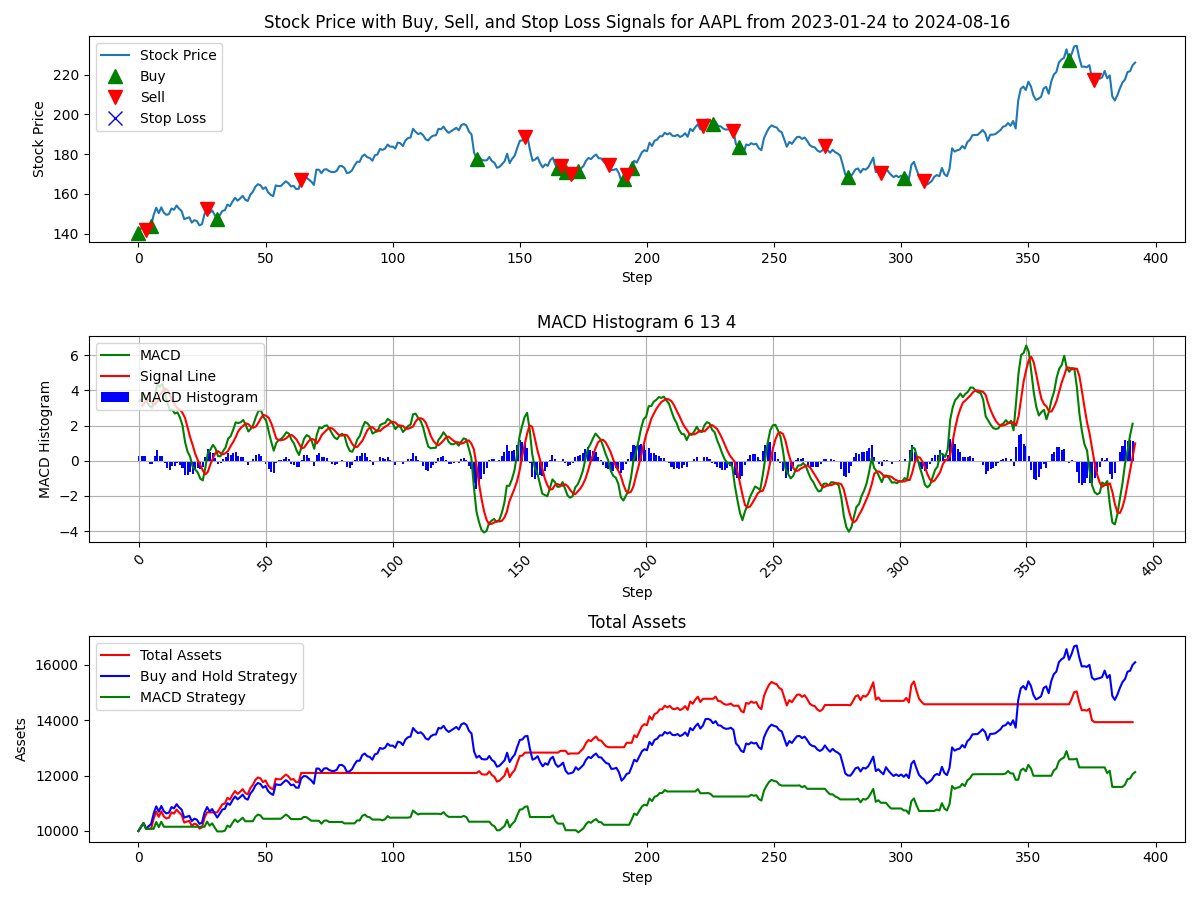 Stock Price with Buy, Sell, and Stop Loss Signals for AAPL from 2023-01-24 to 2024-08-16
Stock Price
Buy
Sell
Stop Loss
Stock Price
220
200
180
160
140
0 50 100 150 200 250 300 350 400
Step
MACD Histogram 6 13 4
MACD
Signal Line
MACD Histogram
MACD Histogram
6
4
2
0
−2
−4
0 50 100 150 200 250 300 350 400
Step
Total Assets
Total Assets
Buy and Hold Strategy
MACD Strategy
Assets
16000
14000
12000
10000
0 50 100 150 200 250 300 350 400
Step